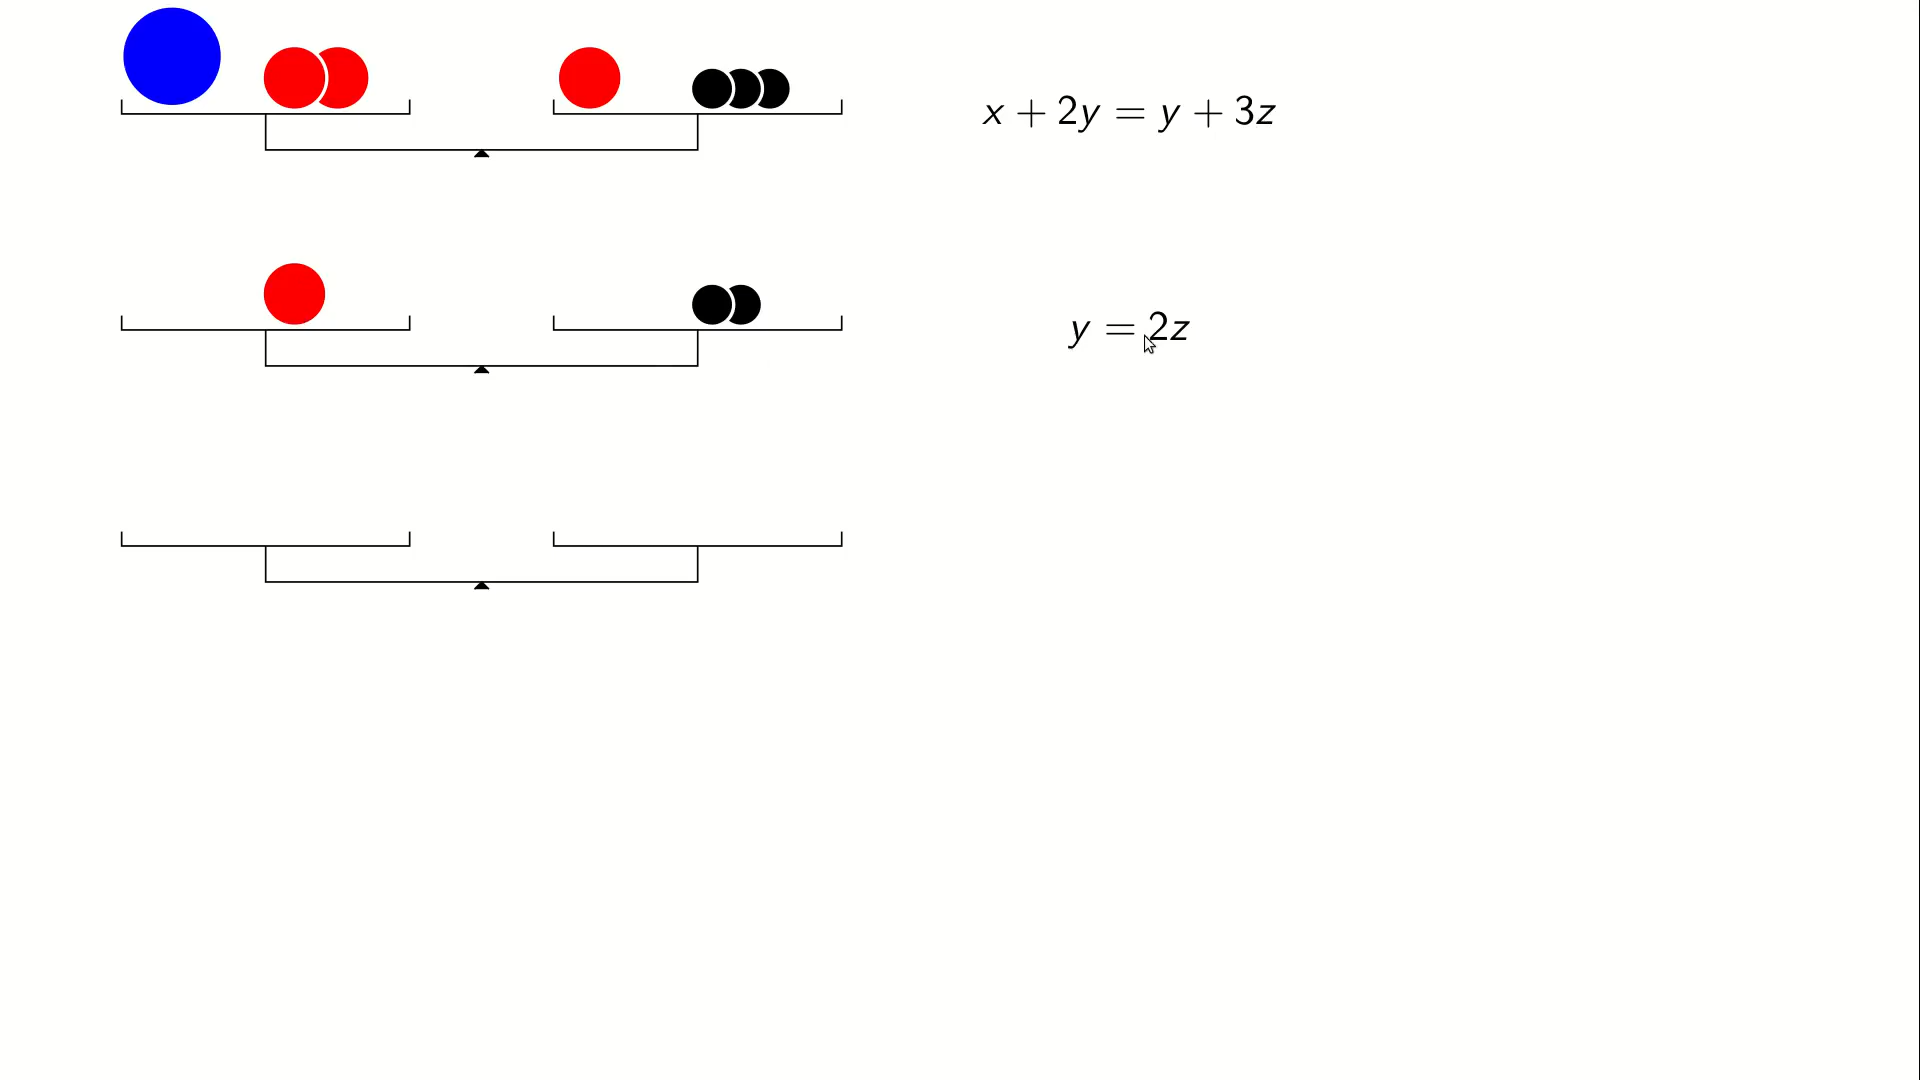 x + 2y = y + 3z
y = 2z